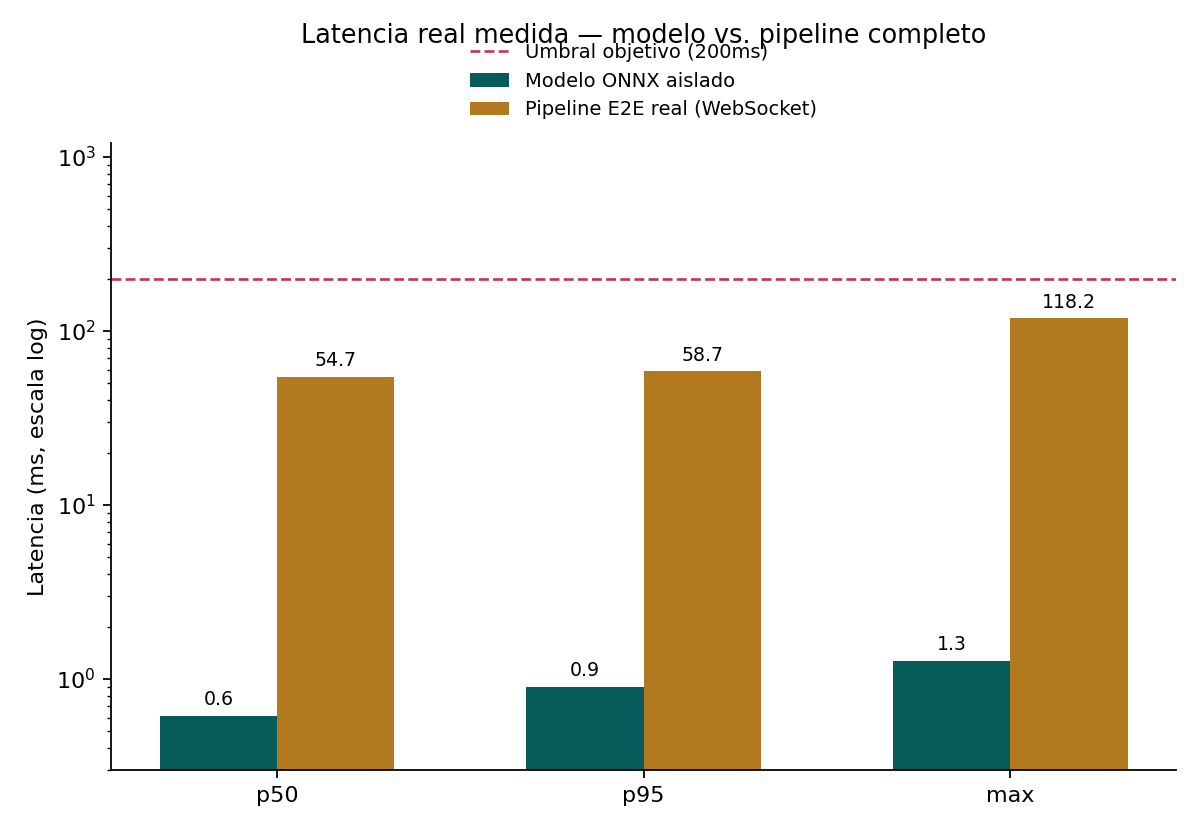 Latencia real medida — modelo vs. pipeline completo
Umbral objetivo (200ms)
Modelo ONNX aislado
Pipeline E2E real (WebSocket)
Latencia (ms, escala log)
10³
10²
10¹
10⁰
0.6
54.7
0.9
58.7
1.3
118.2
p50
p95
max